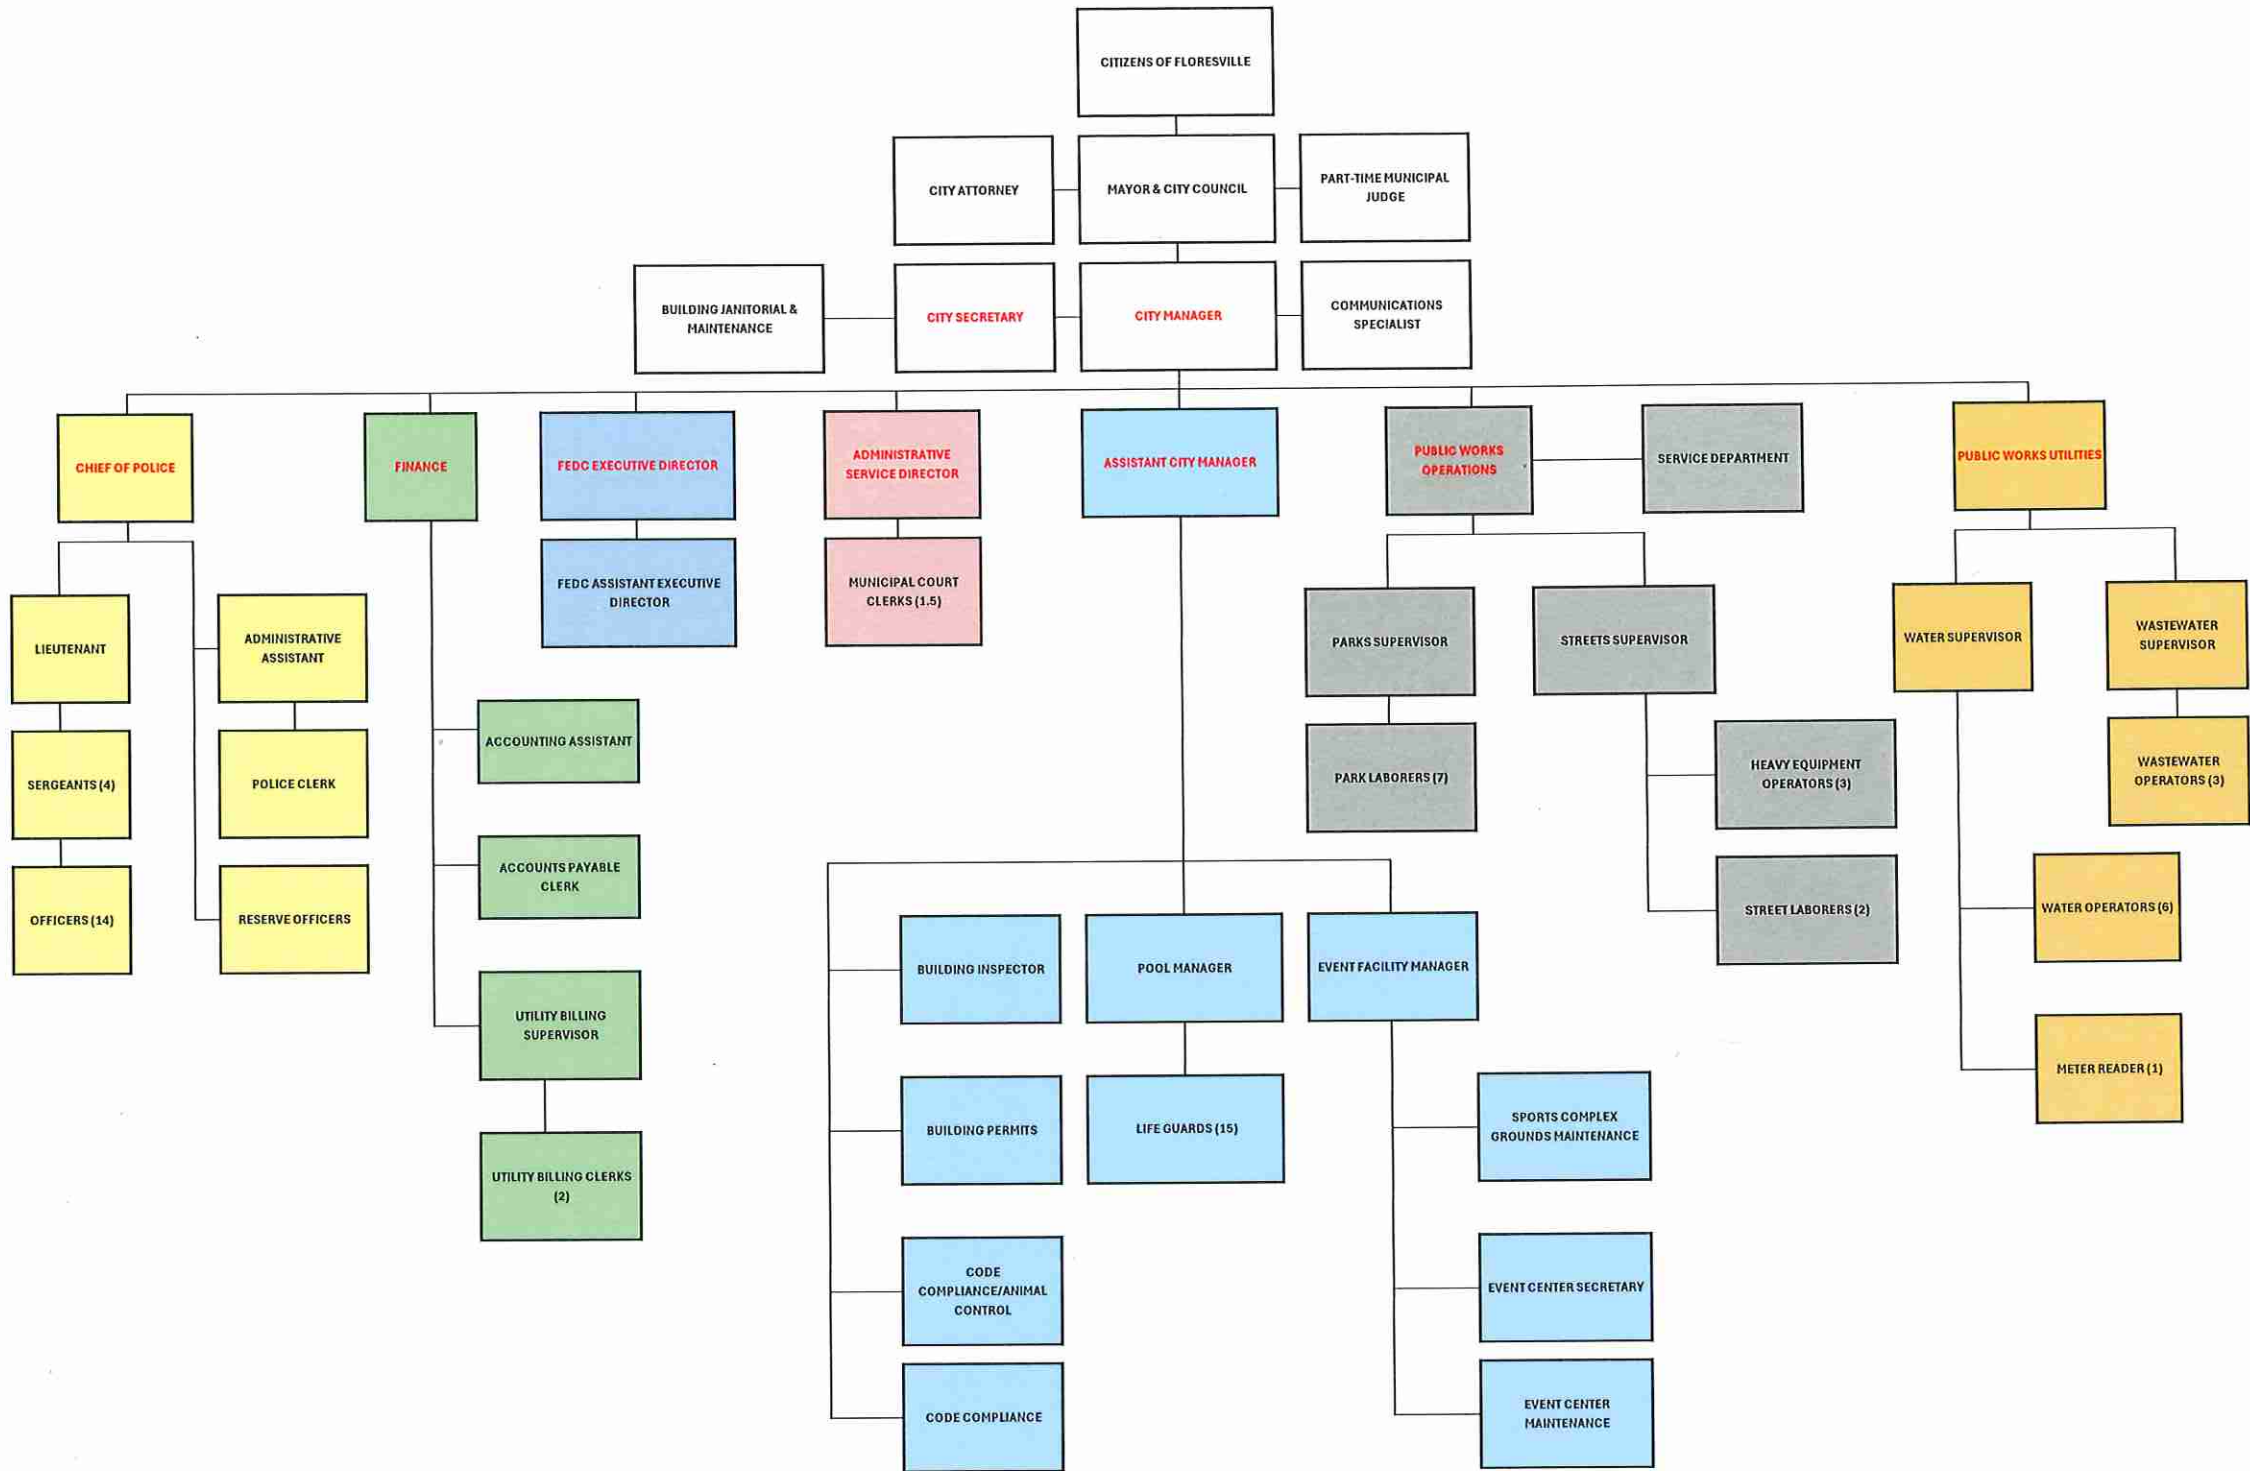 CITIZENS OF FLORESVILLE
CITY ATTORNEY
MAYOR & CITY COUNCIL
PART-TIME MUNICIPAL
JUDGE
BUILDING JANITORIAL &
MAINTENANCE
CITY SECRETARY
CITY MANAGER
COMMUNICATIONS
SPECIALIST
CHIEF OF POLICE
FINANCE
FEDC EXECUTIVE DIRECTOR
ADMINISTRATIVE
SERVICE DIRECTOR
ASSISTANT CITY MANAGER
PUBLIC WORKS
OPERATIONS
SERVICE DEPARTMENT
PUBLIC WORKS UTILITIES
FEDC ASSISTANT EXECUTIVE
DIRECTOR
MUNICIPAL COURT
CLERKS (1.5)
LIEUTENANT
ADMINISTRATIVE
ASSISTANT
PARKS SUPERVISOR
STREETS SUPERVISOR
WATER SUPERVISOR
WASTEWATER
SUPERVISOR
SERGEANTS (4)
POLICE CLERK
ACCOUNTING ASSISTANT
PARK LABORERS (7)
HEAVY EQUIPMENT
OPERATORS (3)
WASTEWATER
OPERATORS (3)
OFFICERS (14)
RESERVE OFFICERS
ACCOUNTS PAYABLE
CLERK
STREET LABORERS (2)
WATER OPERATORS (6)
BUILDING INSPECTOR
POOL MANAGER
EVENT FACILITY MANAGER
UTILITY BILLING
SUPERVISOR
METER READER (1)
BUILDING PERMITS
LIFE GUARDS (15)
SPORTS COMPLEX
GROUNDS MAINTENANCE
UTILITY BILLING CLERKS
(2)
CODE
COMPLIANCE/ANIMAL
CONTROL
EVENT CENTER SECRETARY
CODE COMPLIANCE
EVENT CENTER
MAINTENANCE